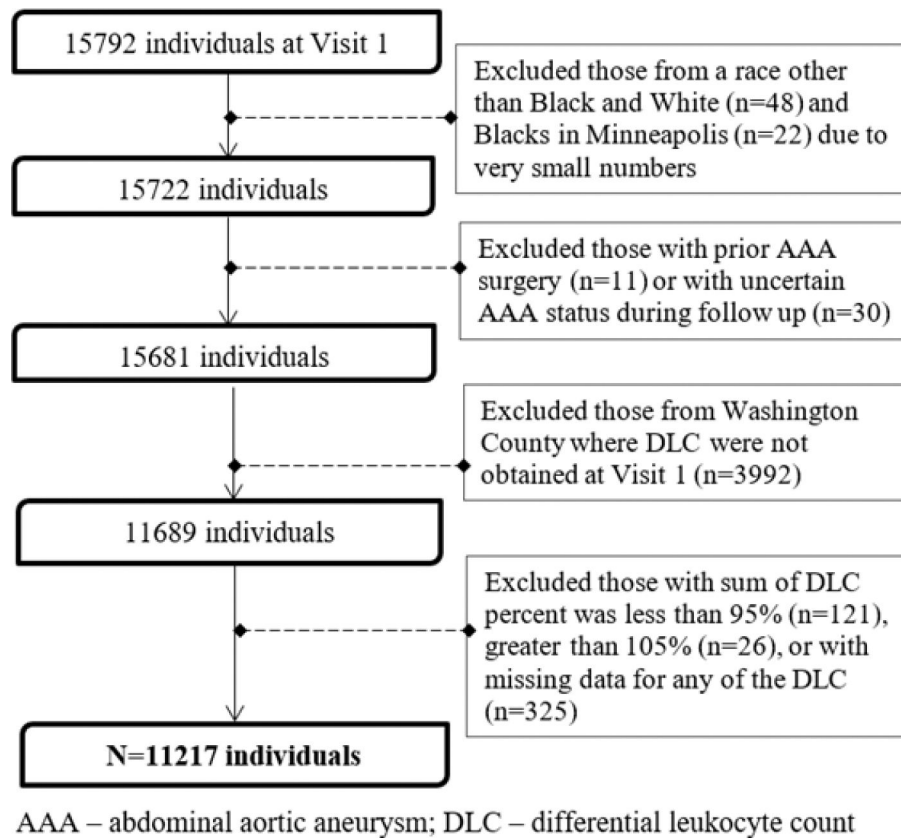 15792 individuals at Visit 1
Excluded those from a race other
than Black and White (n=48) and
Blacks in Minneapolis (n=22) due to
very small numbers
15722 individuals
Excluded those with prior AAA
surgery (n=11) or with uncertain
AAA status during follow up (n=30)
15681 individuals
Excluded those from Washington
County where DLC were not
obtained at Visit 1 (n=3992)
11689 individuals
Excluded those with sum of DLC
percent was less than 95% (n=121),
greater than 105% (n=26), or with
missing data for any of the DLC
(n=325)
N=11217 individuals
AAA – abdominal aortic aneurysm; DLC – differential leukocyte count